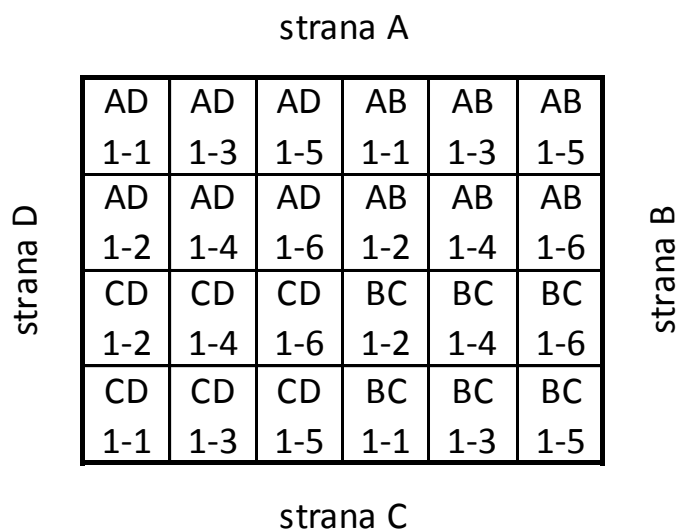 strana A
AD AD AD AB AB AB
1-1 1-3 1-5 1-1 1-3 1-5
AD AD AD AB AB AB
1-2 1-4 1-6 1-2 1-4 1-6
strana D
strana B
CD CD CD BC BC BC
1-2 1-4 1-6 1-2 1-4 1-6
CD CD CD BC BC BC
1-1 1-3 1-5 1-1 1-3 1-5
strana C